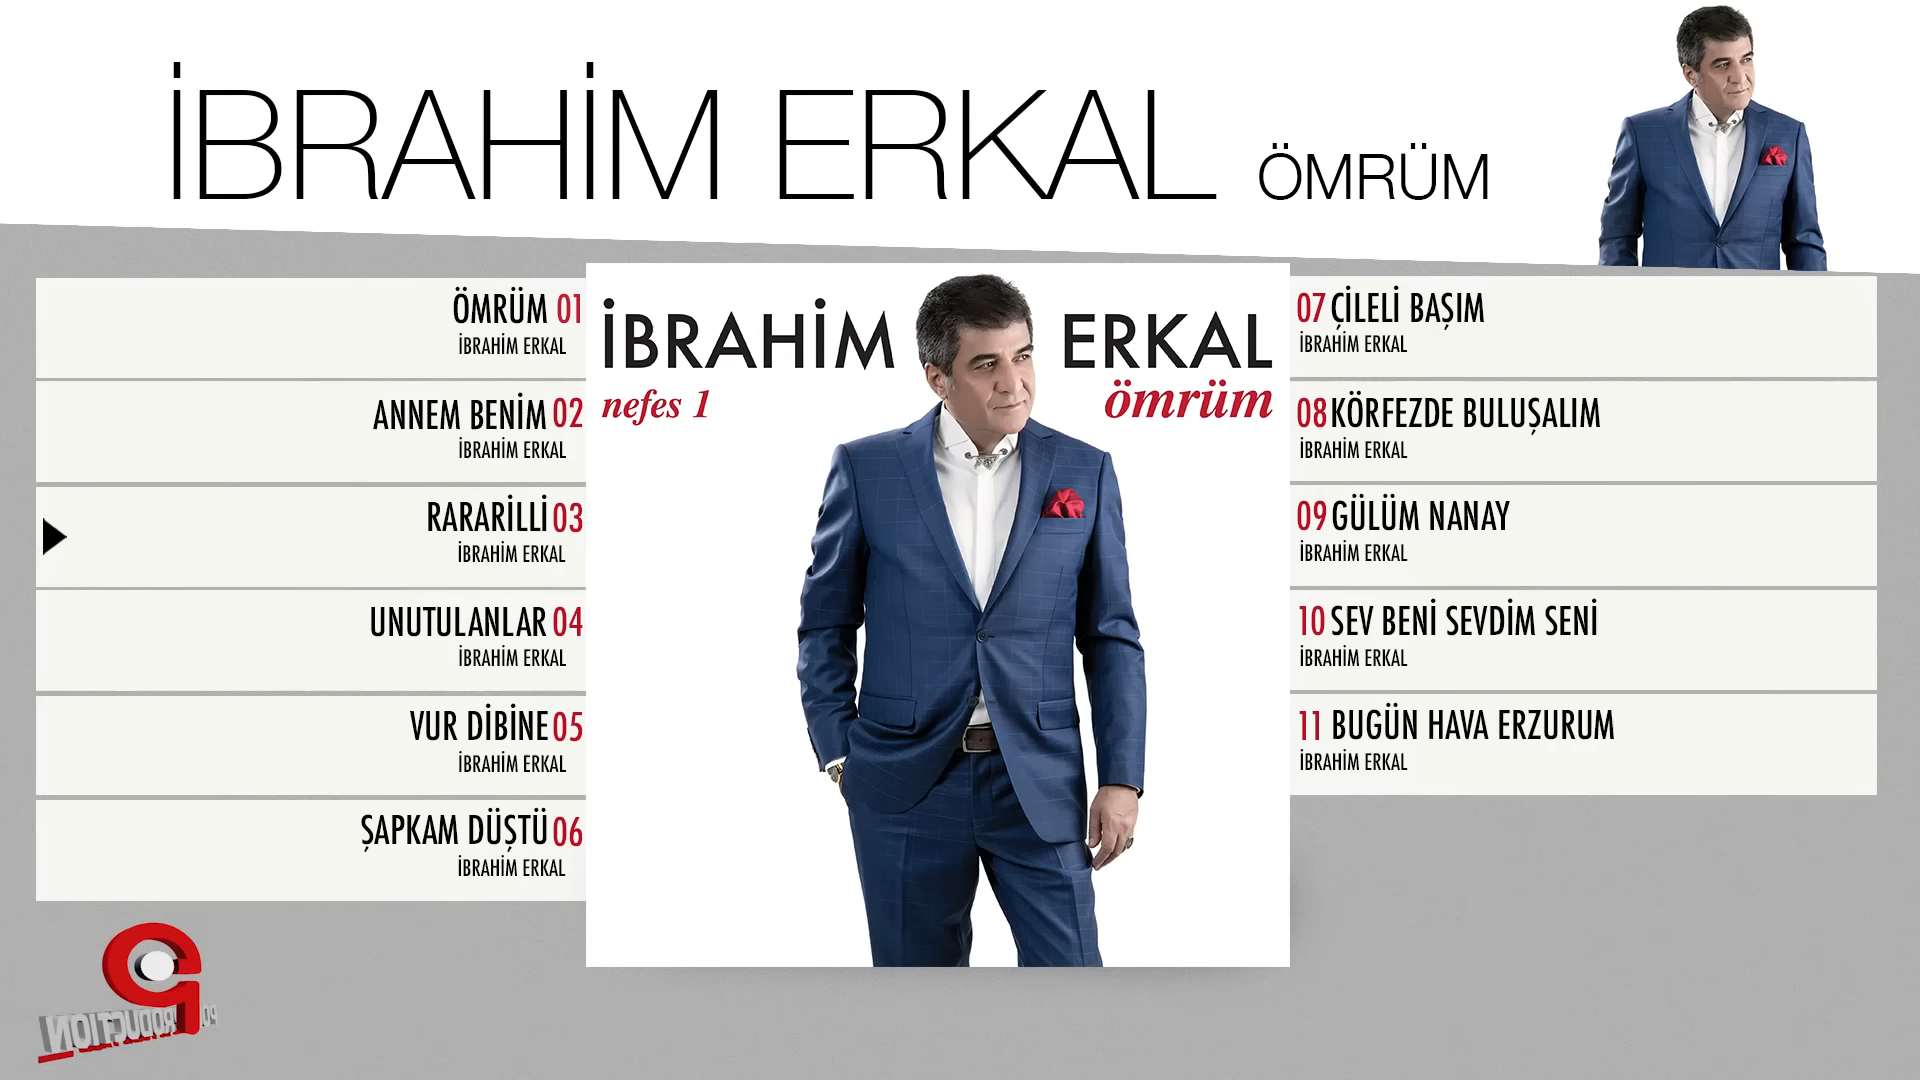 İBRAHİM ERKAL ÖMRÜM
ÖMRÜM 01
İBRAHİM ERKAL
ANNEM BENİM 02
İBRAHİM ERKAL
RARARİLLİ 03
İBRAHİM ERKAL
UNUTULANLAR 04
İBRAHİM ERKAL
VUR DİBİNE 05
İBRAHİM ERKAL
ŞAPKAM DÜŞTÜ 06
İBRAHİM ERKAL
İBRAHİM ERKAL
nefes 1 ömrüm
07 ÇİLELİ BAŞIM
İBRAHİM ERKAL
08 KÖRFEZDE BULUŞALIM
İBRAHİM ERKAL
09 GÜLÜM NANAY
İBRAHİM ERKAL
10 SEV BENİ SEVDİM SENİ
İBRAHİM ERKAL
11 BUGÜN HAVA ERZURUM
İBRAHİM ERKAL
PRODUCTION